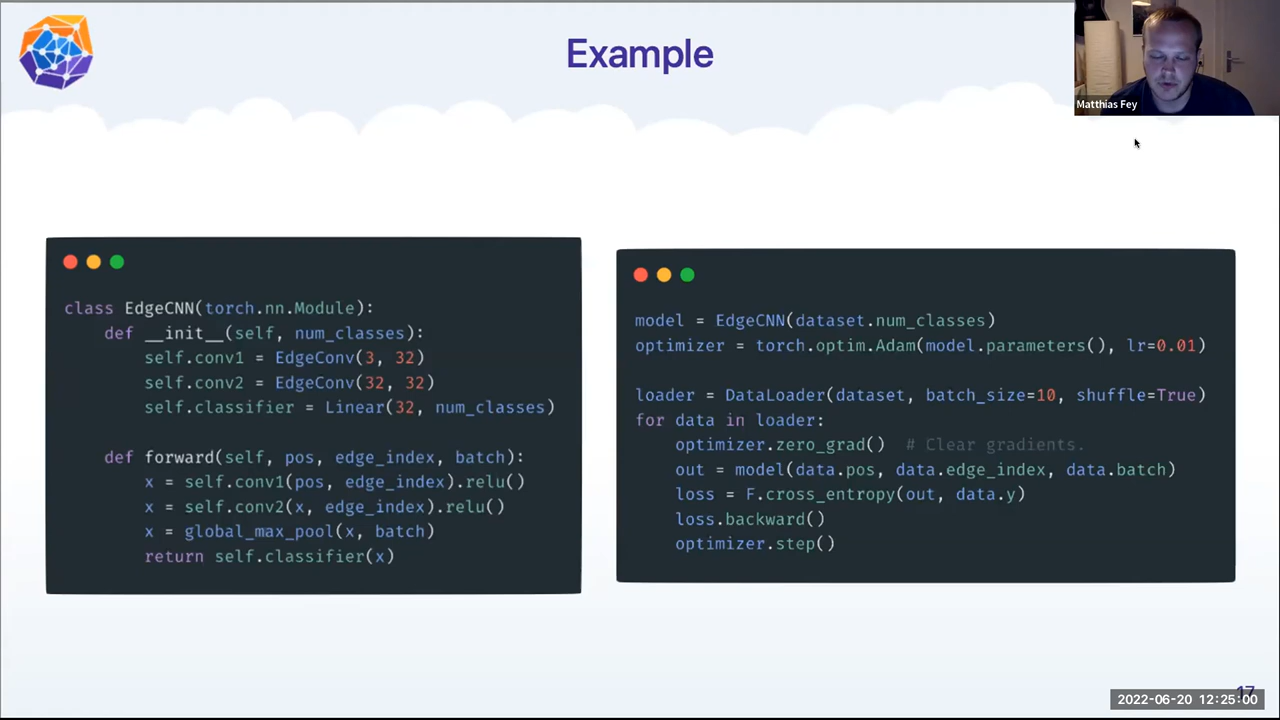 Example
Matthias Fey
class EdgeCNN(torch.nn.Module):
    def __init__(self, num_classes):
        self.conv1 = EdgeConv(3, 32)
        self.conv2 = EdgeConv(32, 32)
        self.classifier = Linear(32, num_classes)
    def forward(self, pos, edge_index, batch):
        x = self.conv1(pos, edge_index).relu()
        x = self.conv2(x, edge_index).relu()
        x = global_max_pool(x, batch)
        return self.classifier(x)
model = EdgeCNN(dataset.num_classes)
optimizer = torch.optim.Adam(model.parameters(), lr=0.01)
loader = DataLoader(dataset, batch_size=10, shuffle=True)
for data in loader:
    optimizer.zero_grad()  # Clear gradients.
    out = model(data.pos, data.edge_index, data.batch)
    loss = F.cross_entropy(out, data.y)
    loss.backward()
    optimizer.step()
17
2022-06-20 12:25:00